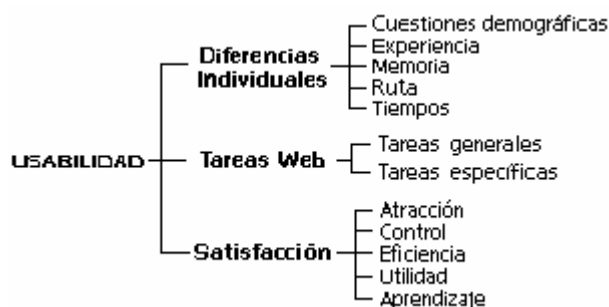 USABILIDAD
Diferencias
Individuales
Cuestiones demográficas
Experiencia
Memoria
Ruta
Tiempos
Tareas Web
Tareas generales
Tareas específicas
Satisfacción
Atracción
Control
Eficiencia
Utilidad
Aprendizaje